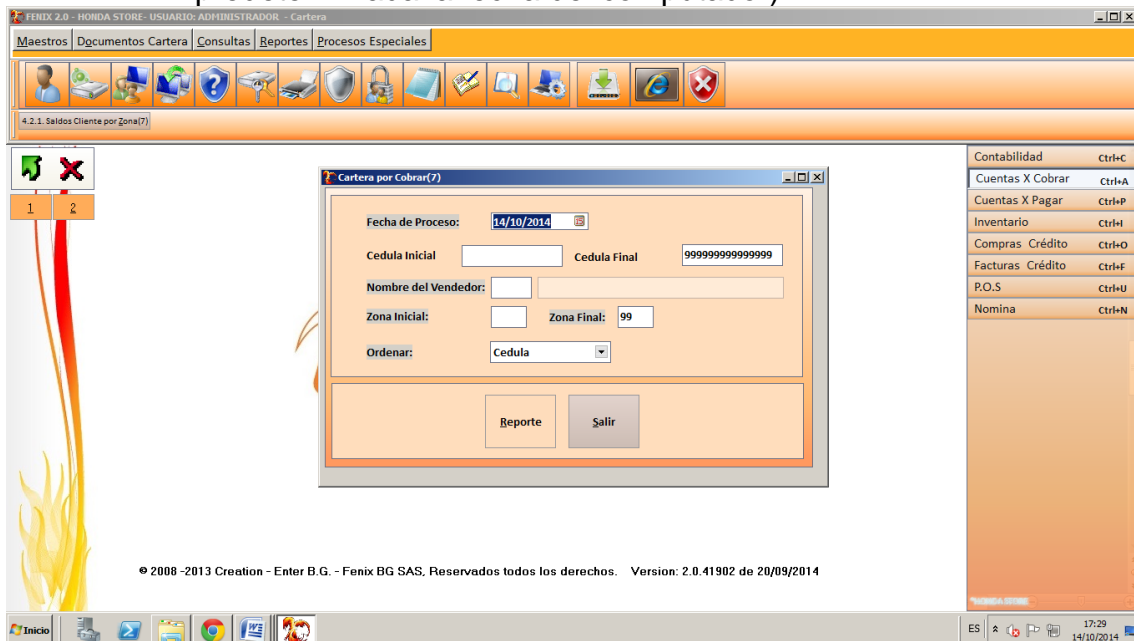 FENIX 2.0 - HONDA STORE- USUARIO: ADMINISTRADOR - Cartera
Maestros Documentos Cartera Consultas Reportes Procesos Especiales
4.2.1. Saldos Cliente por Zona(7)
1 2
Cartera por Cobrar(7)
Fecha de Proceso: 14/10/2014
Cedula Inicial Cedula Final 999999999999999
Nombre del Vendedor:
Zona Inicial: Zona Final: 99
Ordenar: Cedula
Reporte Salir
Contabilidad Ctrl+C
Cuentas X Cobrar Ctrl+A
Cuentas X Pagar Ctrl+P
Inventario Ctrl+I
Compras Crédito Ctrl+O
Facturas Crédito Ctrl+F
P.O.S Ctrl+U
Nomina Ctrl+N
© 2008 -2013 Creation - Enter B.G. - Fenix BG SAS, Reservados todos los derechos. Version: 2.0.41902 de 20/09/2014
"HONDA STORE
Inicio ES 17:29
14/10/2014